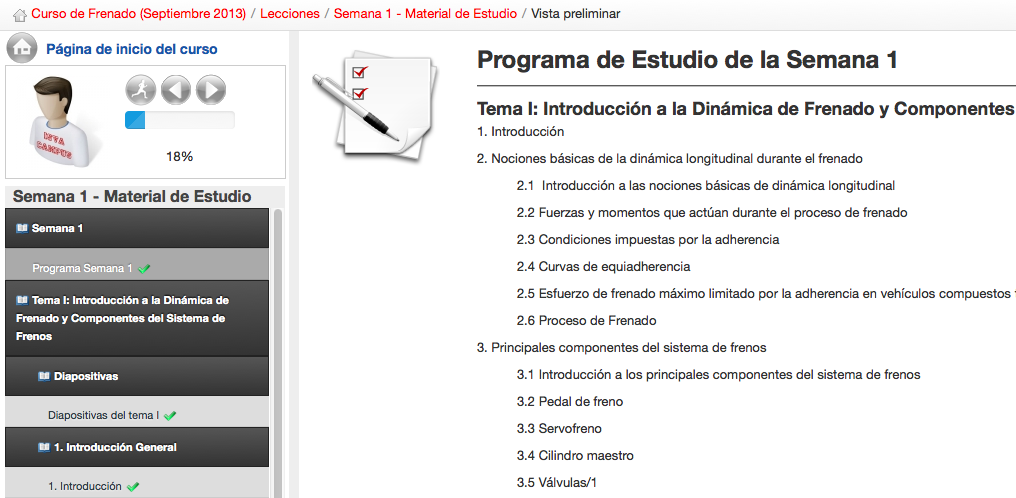 Curso de Frenado (Septiembre 2013) / Lecciones / Semana 1 - Material de Estudio / Vista preliminar
Página de inicio del curso
INSIA
CAMPUS
18%
Semana 1 - Material de Estudio
Semana 1
Programa Semana 1
Tema I: Introducción a la Dinámica de
Frenado y Componentes del Sistema de
Frenos
Diapositivas
Diapositivas del tema I
1. Introducción General
1. Introducción
Programa de Estudio de la Semana 1
Tema I: Introducción a la Dinámica de Frenado y Componentes
1. Introducción
2. Nociones básicas de la dinámica longitudinal durante el frenado
2.1 Introducción a las nociones básicas de dinámica longitudinal
2.2 Fuerzas y momentos que actúan durante el proceso de frenado
2.3 Condiciones impuestas por la adherencia
2.4 Curvas de equiadherencia
2.5 Esfuerzo de frenado máximo limitado por la adherencia en vehículos compuestos
2.6 Proceso de Frenado
3. Principales componentes del sistema de frenos
3.1 Introducción a los principales componentes del sistema de frenos
3.2 Pedal de freno
3.3 Servofreno
3.4 Cilindro maestro
3.5 Válvulas/1